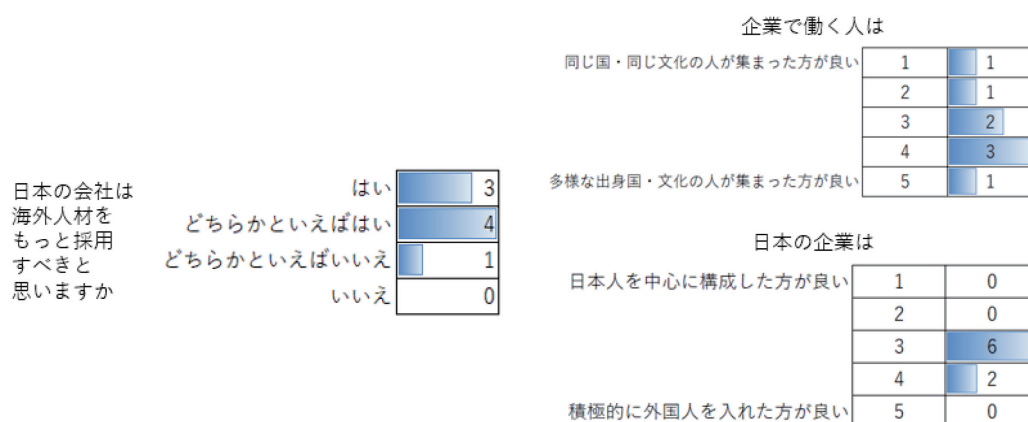 日本の会社は
海外人材を
もっと採用
すべきと
思いますか
はい 3
どちらかといえばはい 4
どちらかといえばいいえ 1
いいえ 0
企業で働く人は
同じ国・同じ文化の人が集まった方が良い 1 1
2 1
3 2
4 3
多様な出身国・文化の人が集まった方が良い 5 1
日本の企業は
日本人を中心に構成した方が良い 1 0
2 0
3 6
4 2
積極的に外国人を入れた方が良い 5 0